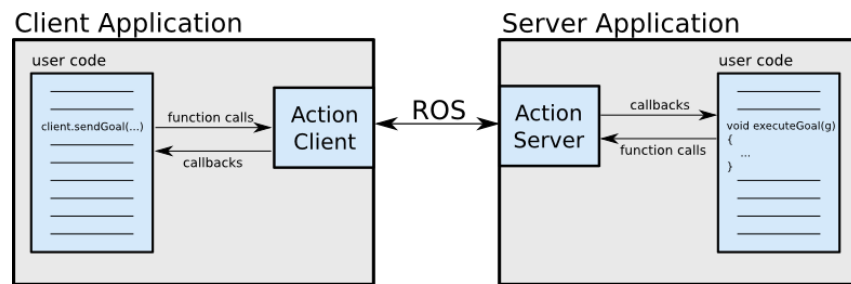 Client Application
user code
client.sendGoal(...)
function calls
callbacks
Action
Client
ROS
Server Application
Action
Server
callbacks
function calls
user code
void executeGoal(g)
{
...
}